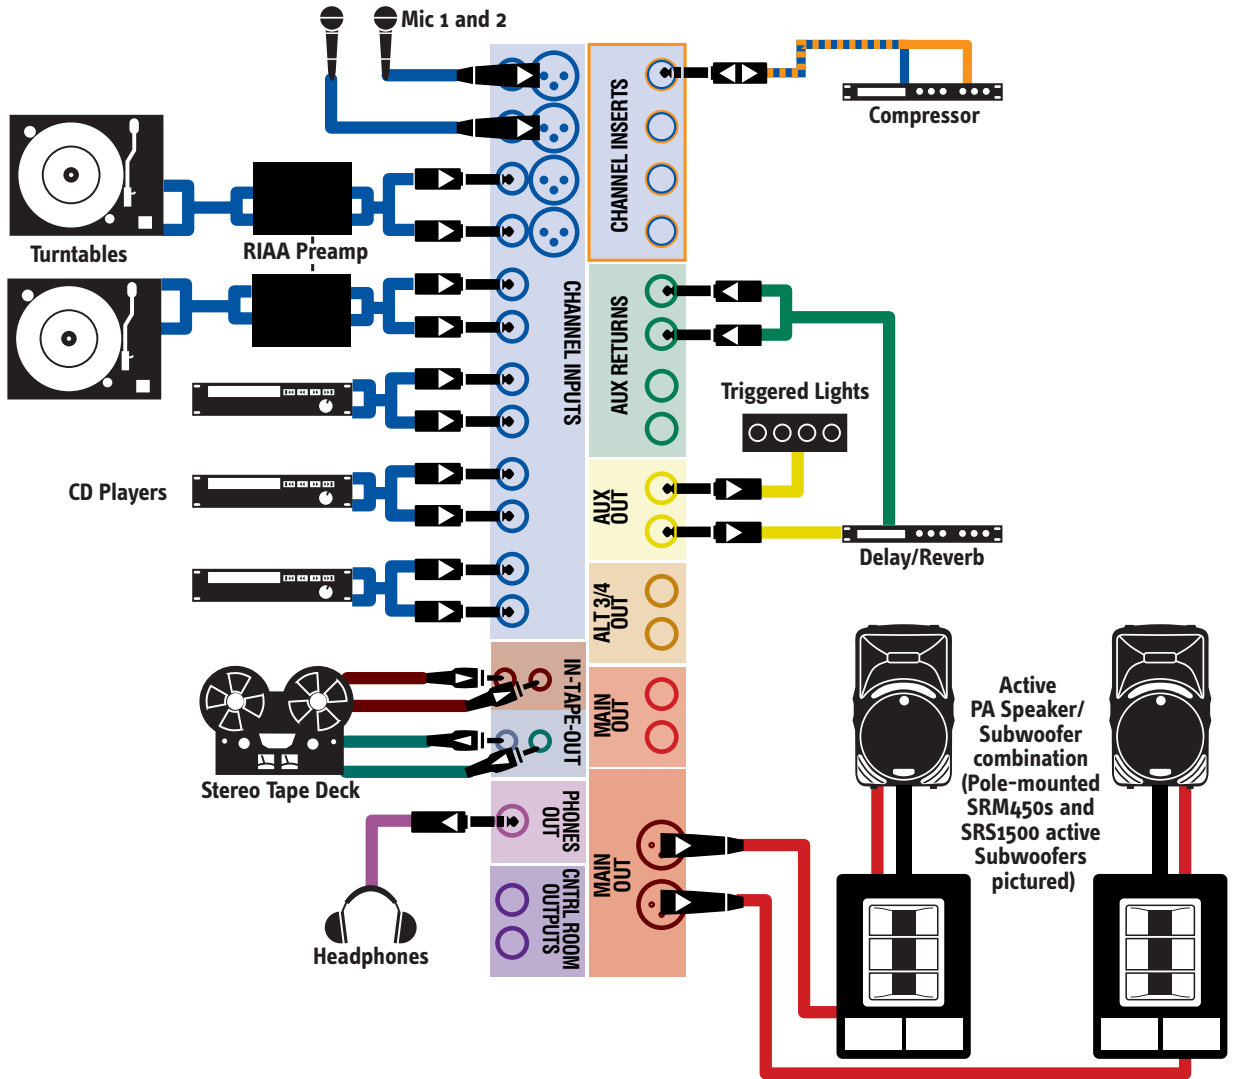 Mic 1 and 2
Compressor
CHANNEL INSERTS
Turntables
RIAA Preamp
CHANNEL INPUTS
AUX RETURNS
Triggered Lights
CD Players
AUX
OUT
Delay/Reverb
ALT 3/4
OUT
IN-TAPE-OUT
MAIN
OUT
Stereo Tape Deck
Active
PA Speaker/
Subwoofer
combination
(Pole-mounted
SRM450s and
SRS1500 active
Subwoofers
pictured)
PHONES
OUT
MAIN
OUT
CNTRL ROOM
OUTPUTS
Headphones